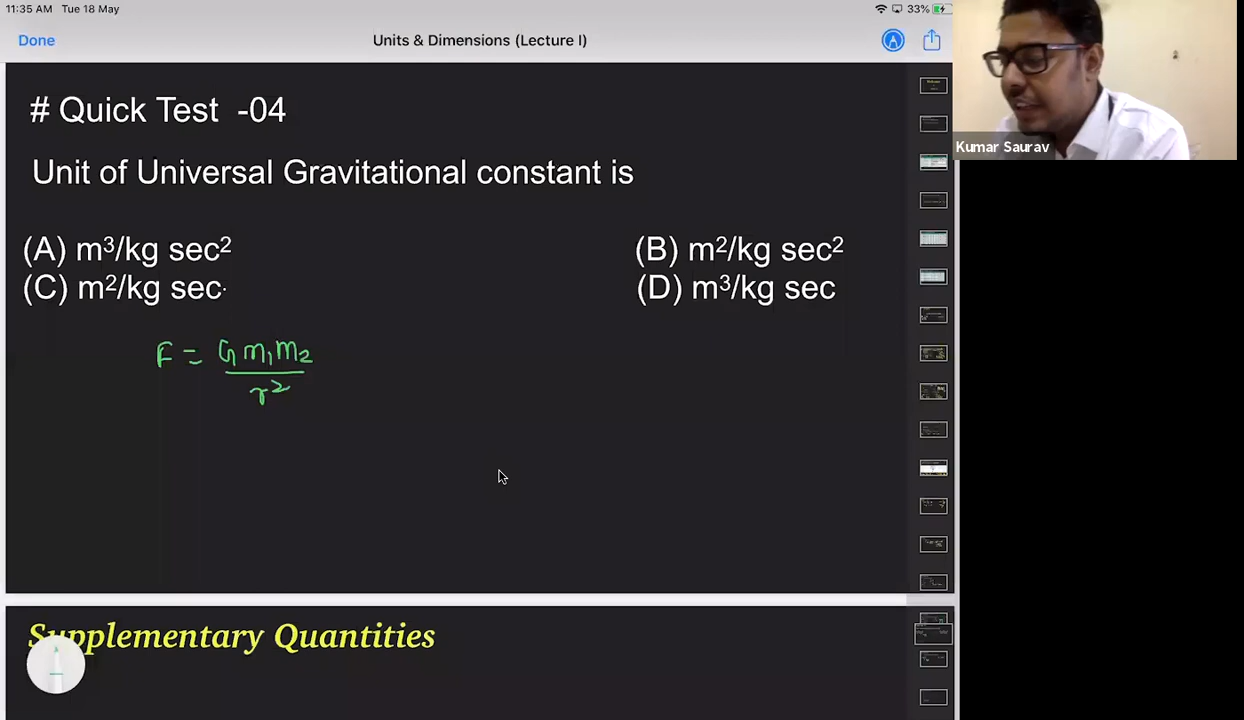 11:35 AM Tue 18 May
33%
Done
Units & Dimensions (Lecture I)
# Quick Test -04
Unit of Universal Gravitational constant is
(A) m³/kg sec²
(B) m²/kg sec²
(C) m²/kg sec
(D) m³/kg sec
F = G m₁m₂
r²
Supplementary Quantities
Kumar Saurav